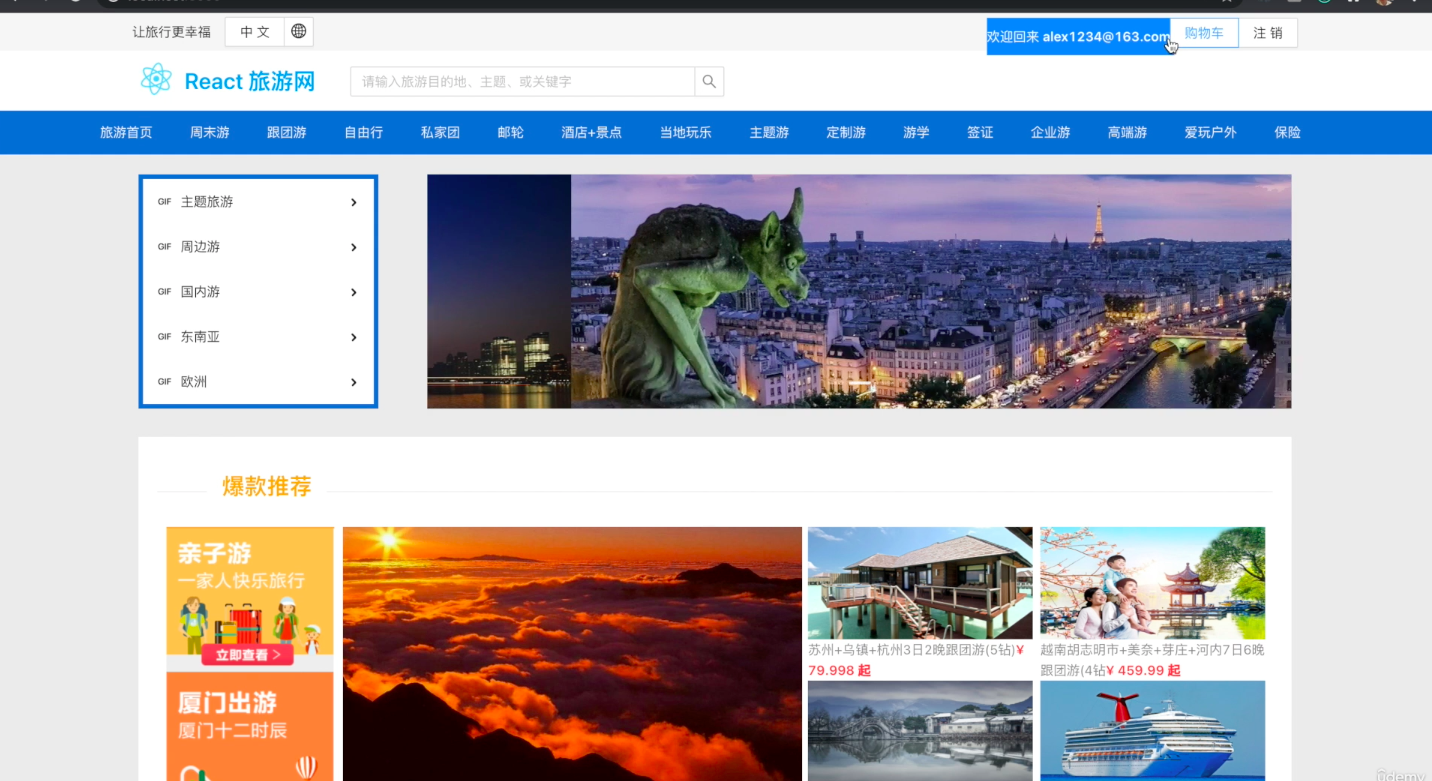 让旅行更幸福 中 文 欢迎回来 alex1234@163.com 购物车 注 销
React 旅游网 请输入旅游目的地、主题、或关键字
旅游首页 周末游 跟团游 自由行 私家团 邮轮 酒店+景点 当地玩乐 主题游 定制游 游学 签证 企业游 高端游 爱玩户外 保险
GIF 主题旅游
GIF 周边游
GIF 国内游
GIF 东南亚
GIF 欧洲
爆款推荐
亲子游
一家人快乐旅行
立即查看 >
厦门出游
厦门十二时辰
苏州+乌镇+杭州3日2晚跟团游(5钻)¥
79.998 起
越南胡志明市+美奈+芽庄+河内7日6晚
跟团游(4钻¥ 459.99 起
ûdemy